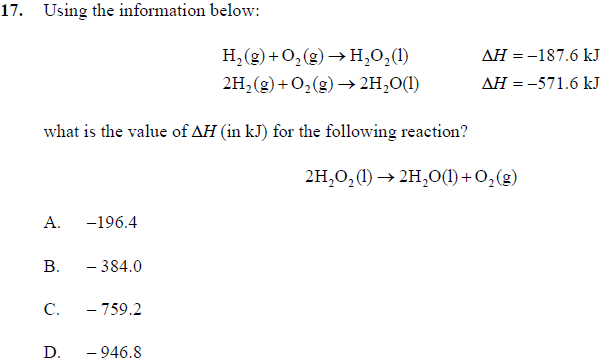 17. Using the information below:
H₂(g)+O₂(g)→H₂O₂(l) ΔH = –187.6 kJ
2H₂(g)+O₂(g)→2H₂O(l) ΔH = –571.6 kJ
what is the value of ΔH (in kJ) for the following reaction?
2H₂O₂(l)→2H₂O(l)+O₂(g)
A. –196.4
B. – 384.0
C. – 759.2
D. – 946.8